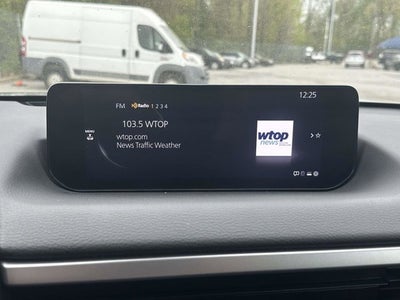 12:25
FM HD Radio 1 2 3 4
103.5 WTOP
MENU
wtop.com
News Traffic Weather
wtop
news